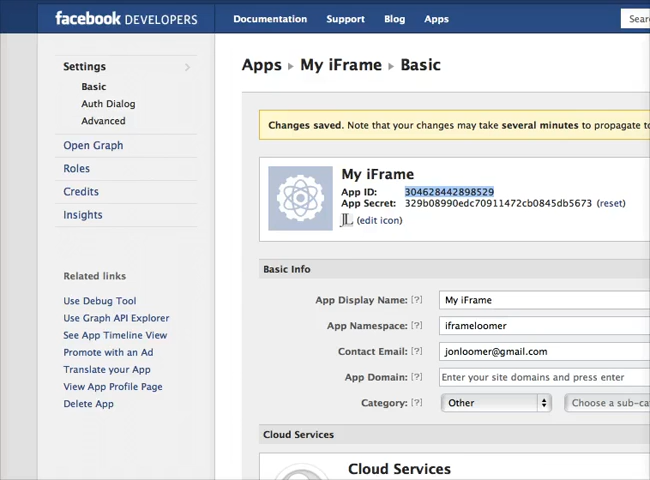 facebook DEVELOPERS
Documentation Support Blog Apps
Settings
Basic
Auth Dialog
Advanced
Open Graph
Roles
Credits
Insights
Related links
Use Debug Tool
Use Graph API Explorer
See App Timeline View
Promote with an Ad
Translate your App
View App Profile Page
Delete App
Apps ▸ My iFrame ▸ Basic
Changes saved. Note that your changes may take several minutes to propagate to
My iFrame
App ID: 304628442898529
App Secret: 329b08990edc70911472cb0845db5673 (reset)
(edit icon)
Basic Info
App Display Name: [?] My iFrame
App Namespace: [?] iframeloomer
Contact Email: [?] jonloomer@gmail.com
App Domain: [?] Enter your site domains and press enter
Category: [?] Other Choose a sub-ca
Cloud Services
Cloud Services